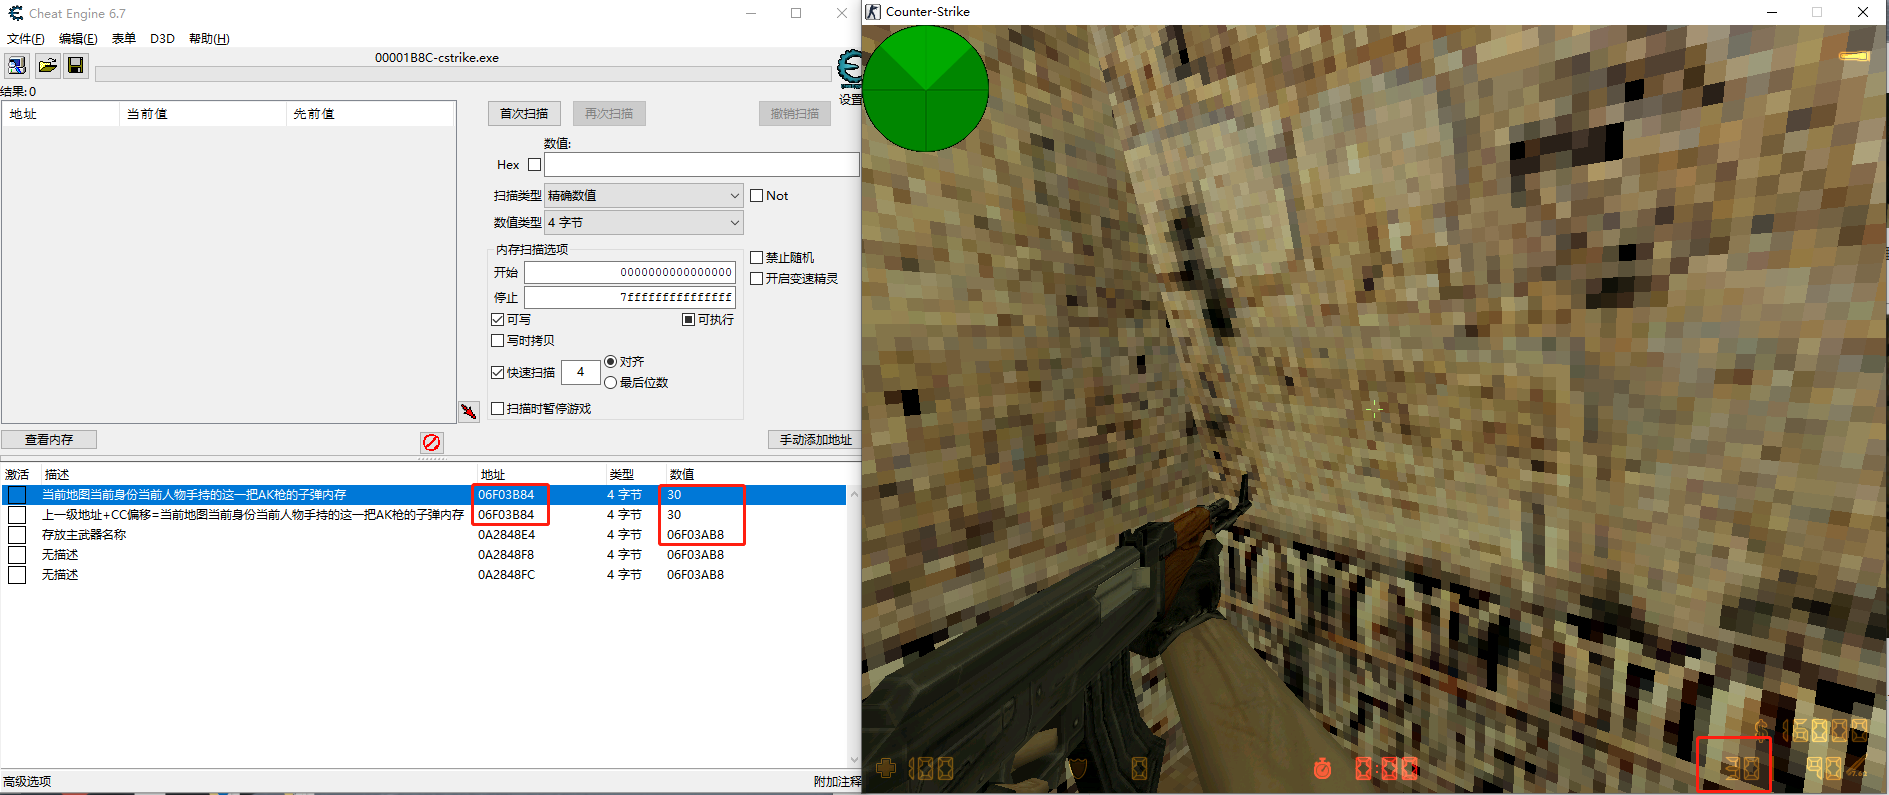 Cheat Engine 6.7
文件(F) 编辑(E) 表单 D3D 帮助(H)
00001B8C-cstrike.exe
设置
结果: 0
地址 当前值 先前值
首次扫描 再次扫描 撤销扫描
数值:
Hex
扫描类型 精确数值 Not
数值类型 4 字节
内存扫描选项
开始 0000000000000000
停止 7fffffffffffffff
禁止随机
开启变速精灵
可写 可执行
写时拷贝
快速扫描 4 对齐
最后位数
扫描时暂停游戏
查看内存 手动添加地址
激活 描述 地址 类型 数值
当前地图当前身份当前人物手持的这一把AK枪的子弹内存 06F03B84 4 字节 30
上一级地址+CC偏移=当前地图当前身份当前人物手持的这一把AK枪的子弹内存 06F03B84 4 字节 30
存放主武器名称 0A2848E4 4 字节 06F03AB8
无描述 0A2848F8 4 字节 06F03AB8
无描述 0A2848FC 4 字节 06F03AB8
高级选项 附加注释
Counter-Strike
$ 16000
100 0 0:00 30 90 7.62